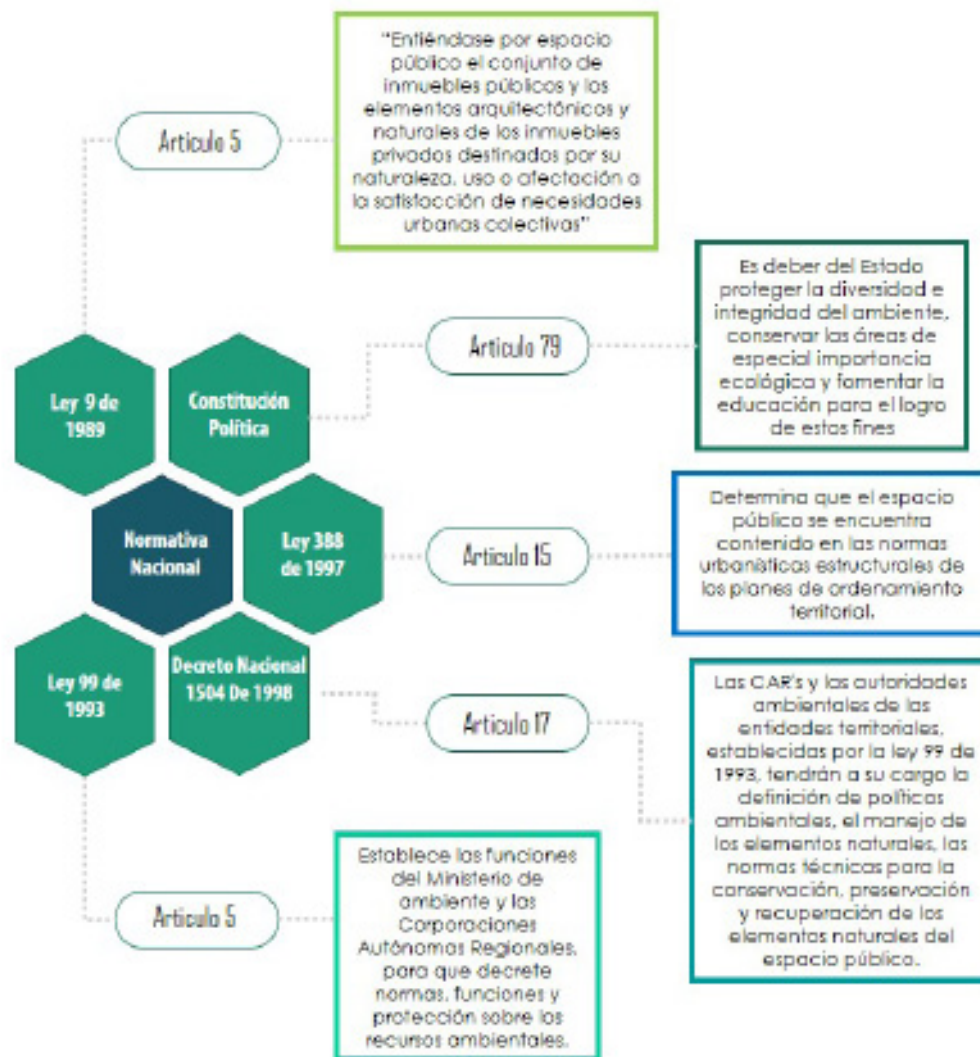 "Entiéndase por espacio
público el conjunto de
inmuebles públicos y los
elementos arquitectónicos y
naturales de los inmuebles
privados destinados por su
naturaleza, uso o afectación a
la satisfacción de necesidades
urbanas colectivas"
Artículo 5
Es deber del Estado
proteger la diversidad e
integridad del ambiente,
conservar las áreas de
especial importancia
ecológica y fomentar la
educación para el logro
de estos fines
Artículo 79
Ley 9 de
1989
Constitución
Política
Normativa
Nacional
Ley 388
de 1997
Artículo 15
Determina que el espacio
público se encuentra
contenido en las normas
urbanísticas estructurales de
los planes de ordenamiento
territorial.
Ley 99 de
1993
Decreto Nacional
1504 De 1998
Artículo 17
Las CAR's y las autoridades
ambientales de las
entidades territoriales,
establecidas por la ley 99 de
1993, tendrán a su cargo la
definición de políticas
ambientales, el manejo de
los elementos naturales, las
normas técnicas para la
conservación, preservación
y recuperación de los
elementos naturales del
espacio público.
Artículo 5
Establece las funciones
del Ministerio de
ambiente y las
Corporaciones
Autónomas Regionales,
para que decrete
normas, funciones y
protección sobre los
recursos ambientales.